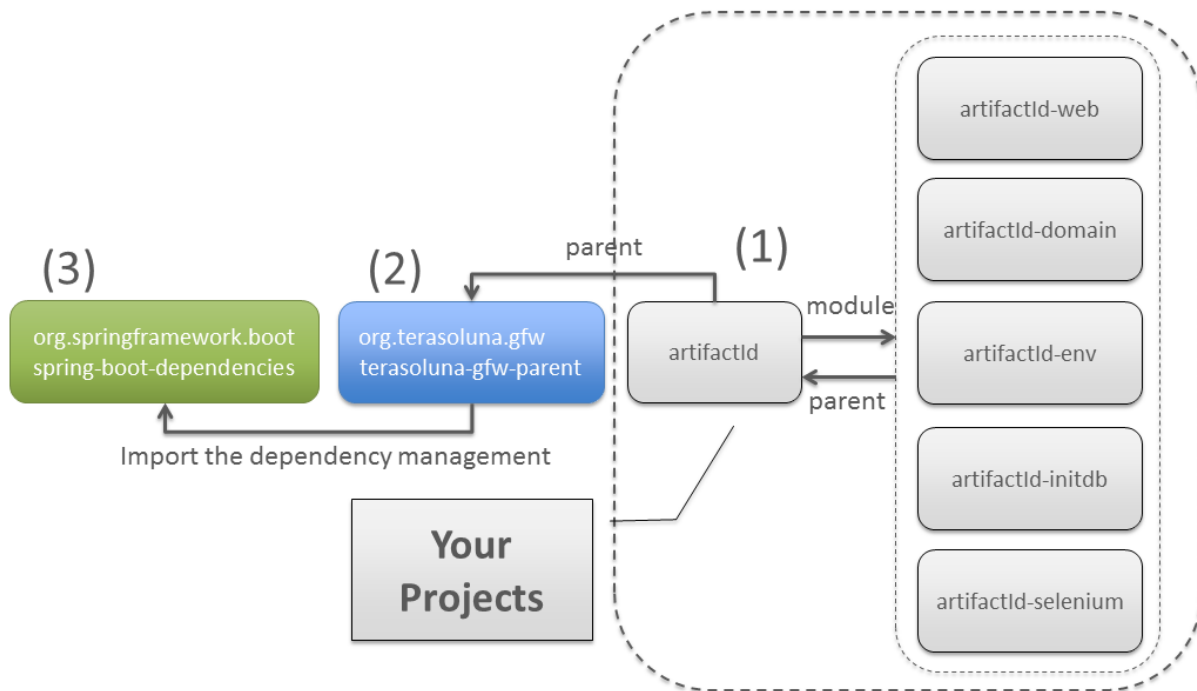 (3)
org.springframework.boot
spring-boot-dependencies
Import the dependency management
(2)
org.terasoluna.gfw
terasoluna-gfw-parent
parent
(1)
artifactId
module
parent
Your
Projects
artifactId-web
artifactId-domain
artifactId-env
artifactId-initdb
artifactId-selenium